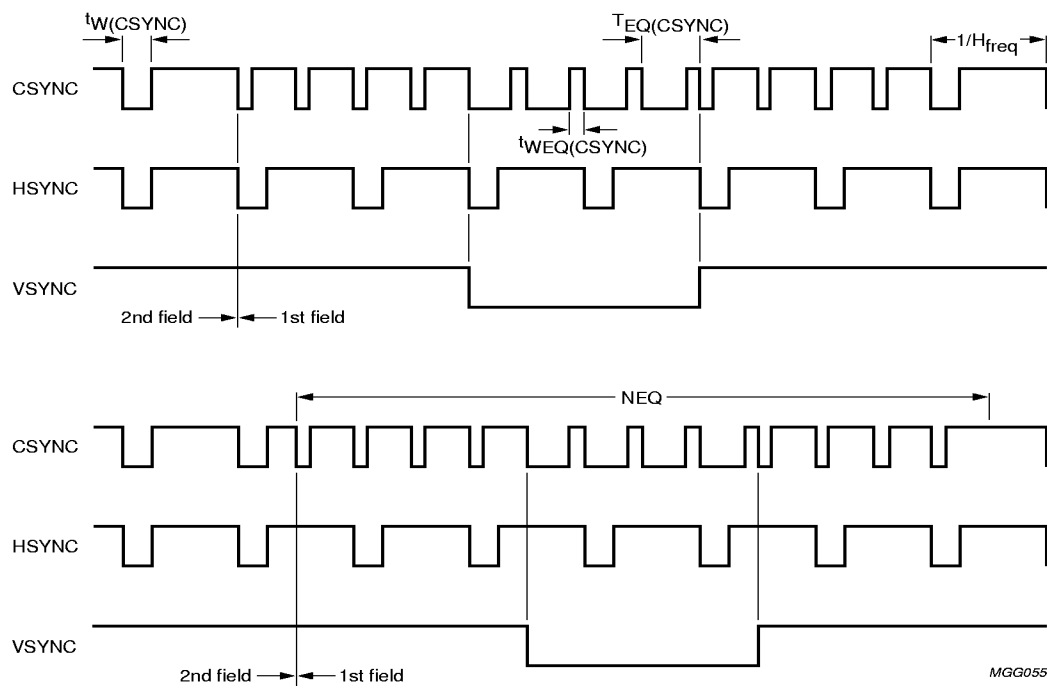 tW(CSYNC)
TEQ(CSYNC)
1/Hfreq
CSYNC
tWEQ(CSYNC)
HSYNC
VSYNC
2nd field 1st field
NEQ
CSYNC
HSYNC
VSYNC
2nd field 1st field
MGG055